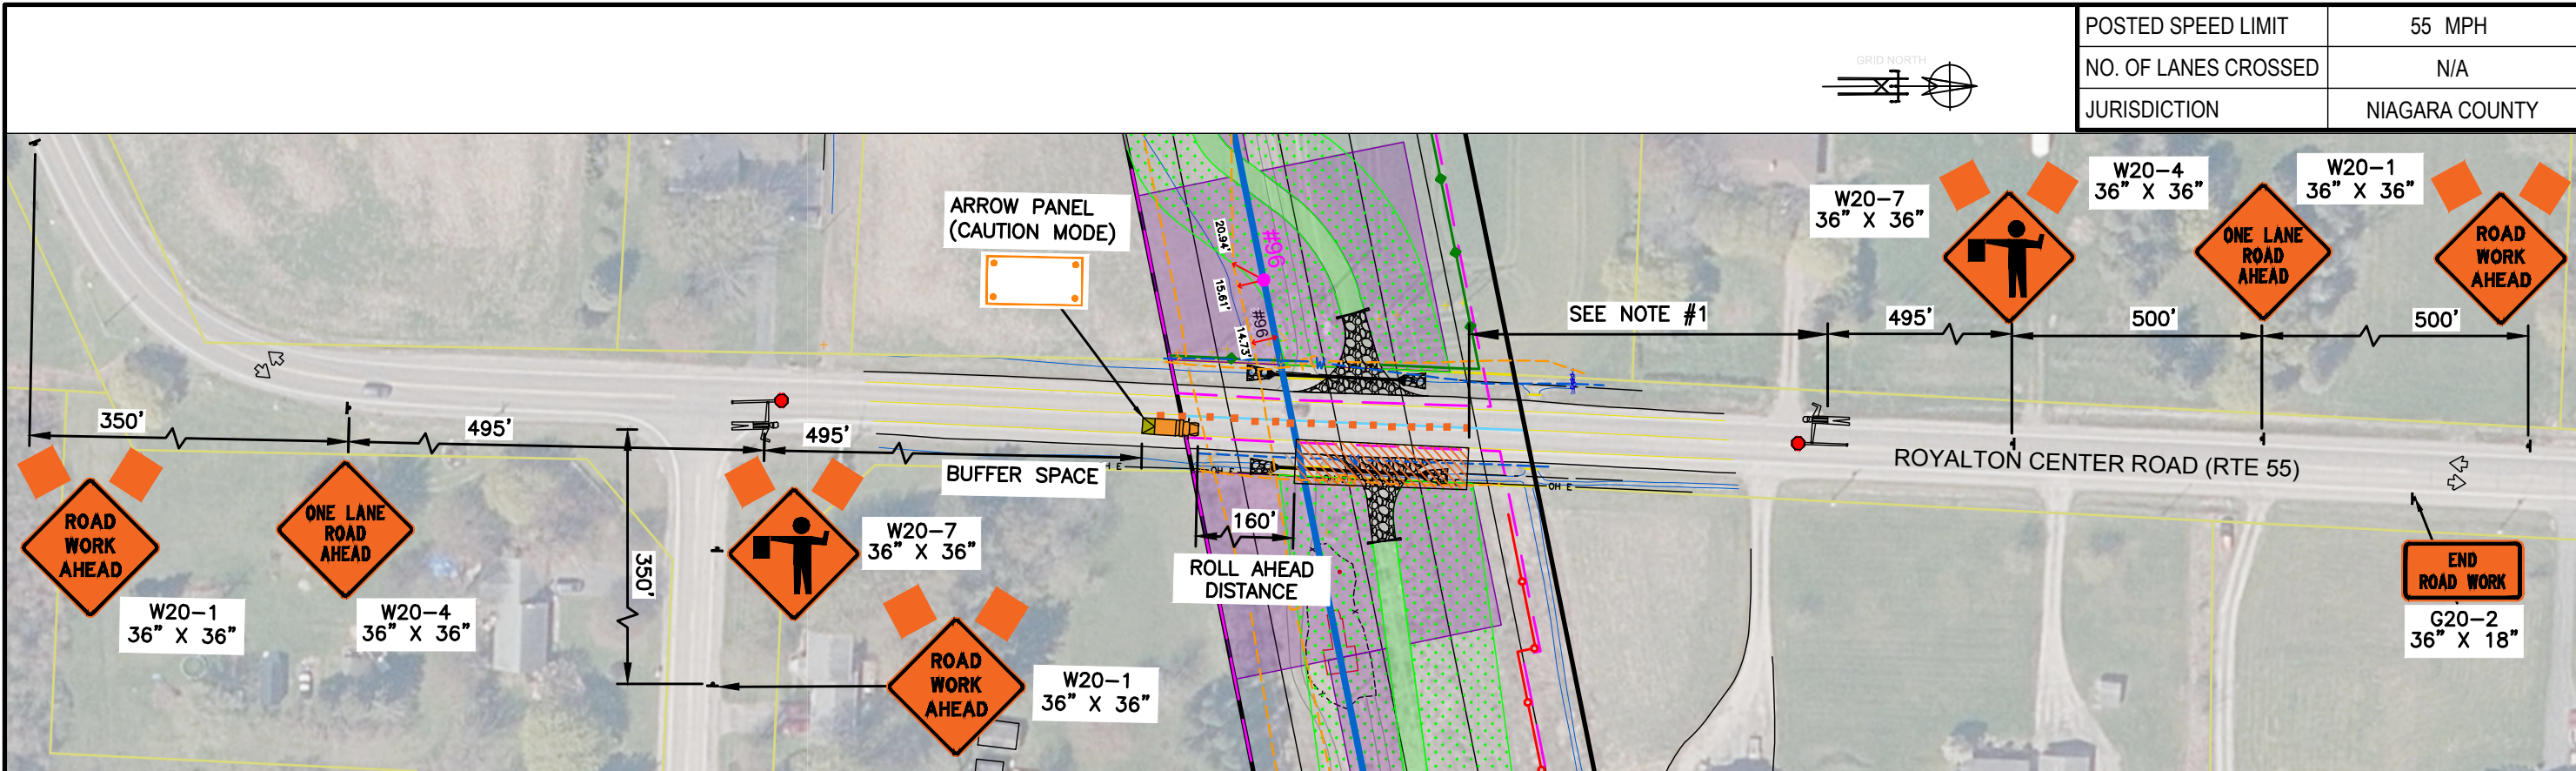 POSTED SPEED LIMIT 55 MPH
NO. OF LANES CROSSED N/A
JURISDICTION NIAGARA COUNTY
GRID NORTH
ARROW PANEL
(CAUTION MODE)
20.94'
15.61'
14.73'
#96
#96
W
SEE NOTE #1
W20-7
36" X 36"
W20-4
36" X 36"
W20-1
36" X 36"
ONE LANE
ROAD
AHEAD
ROAD
WORK
AHEAD
495'
500'
500'
350'
495'
495'
BUFFER SPACE
OH E
OH E
OH E
ROYALTON CENTER ROAD (RTE 55)
ROAD
WORK
AHEAD
W20-1
36" X 36"
ONE LANE
ROAD
AHEAD
W20-4
36" X 36"
350'
W20-7
36" X 36"
160'
ROLL AHEAD
DISTANCE
ROAD
WORK
AHEAD
W20-1
36" X 36"
END
ROAD WORK
G20-2
36" X 18"